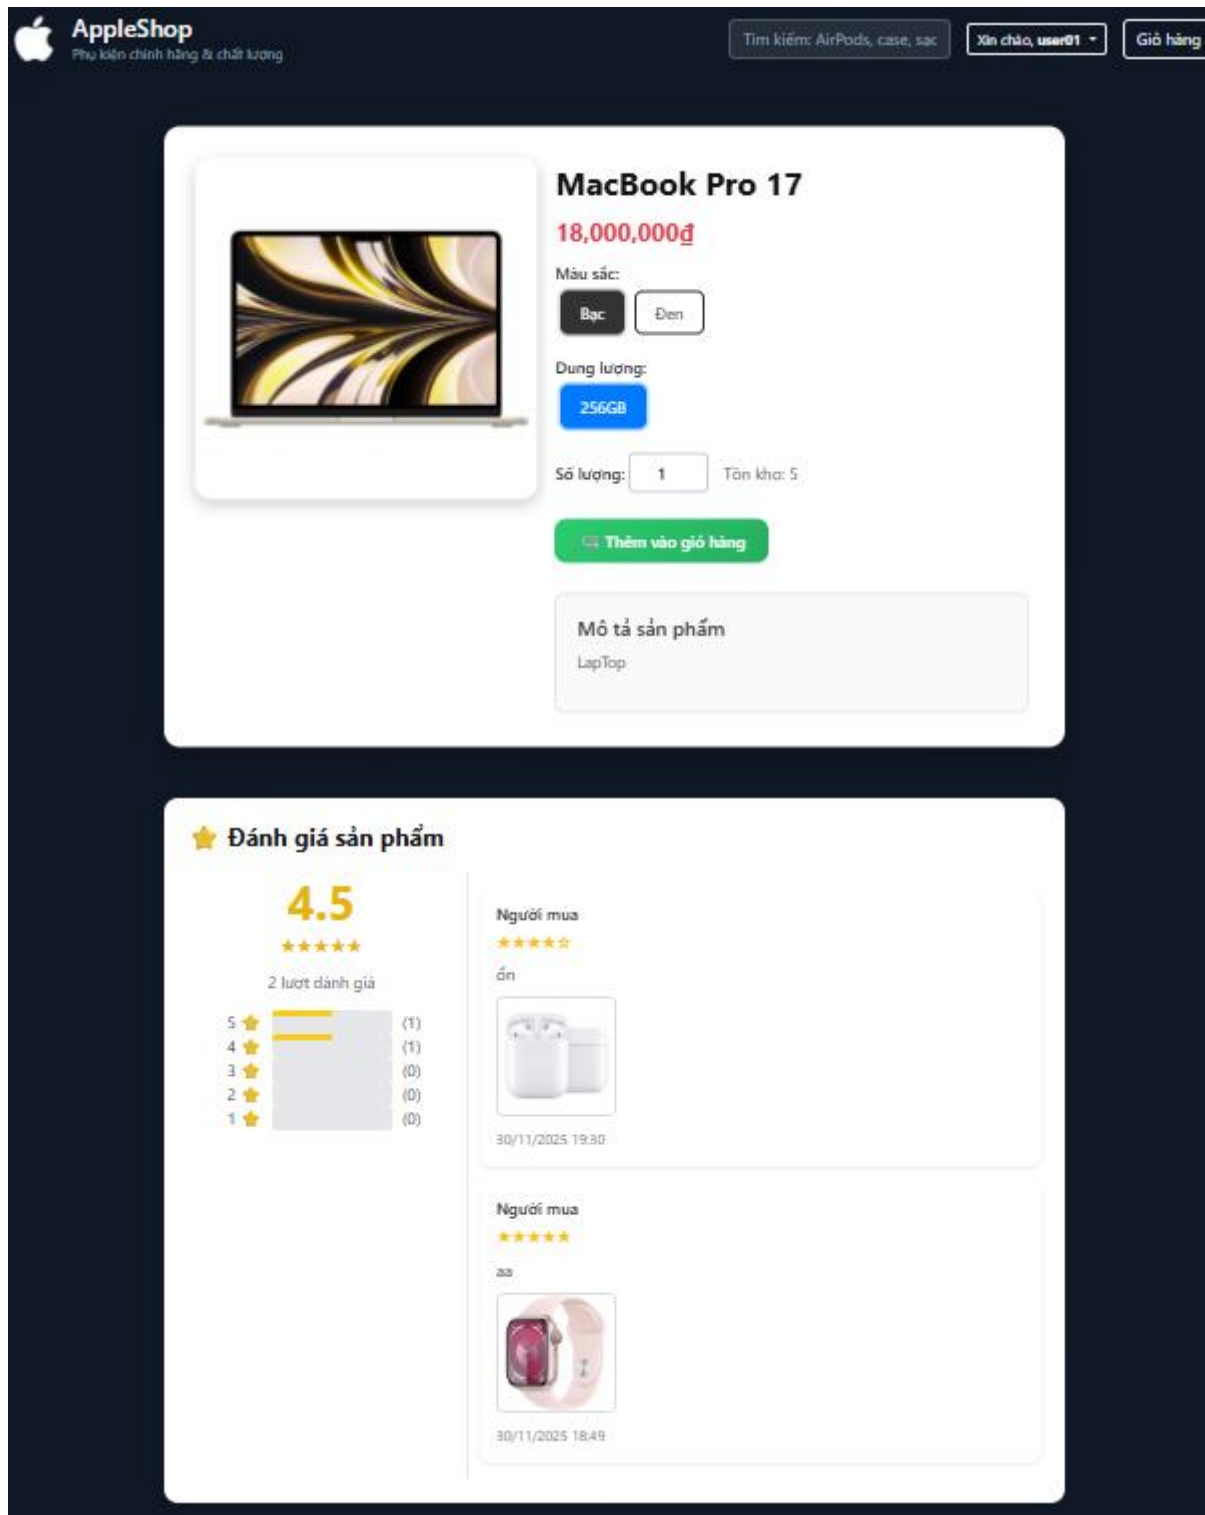 AppleShop
Phụ kiện chính hãng & chất lượng
Tìm kiếm: AirPods, case, sạc
Xin chào, user01
Giỏ hàng
MacBook Pro 17
18,000,000₫
Màu sắc:
Bạc
Đen
Dung lượng:
256GB
Số lượng: 1 Tồn kho: 5
Thêm vào giỏ hàng
Mô tả sản phẩm
LapTop
Đánh giá sản phẩm
4.5
★★★★★
2 lượt đánh giá
5 (1)
4 (1)
3 (0)
2 (0)
1 (0)
Người mua
★★★★☆
ổn
30/11/2025 19:30
Người mua
★★★★★
aa
30/11/2025 18:49